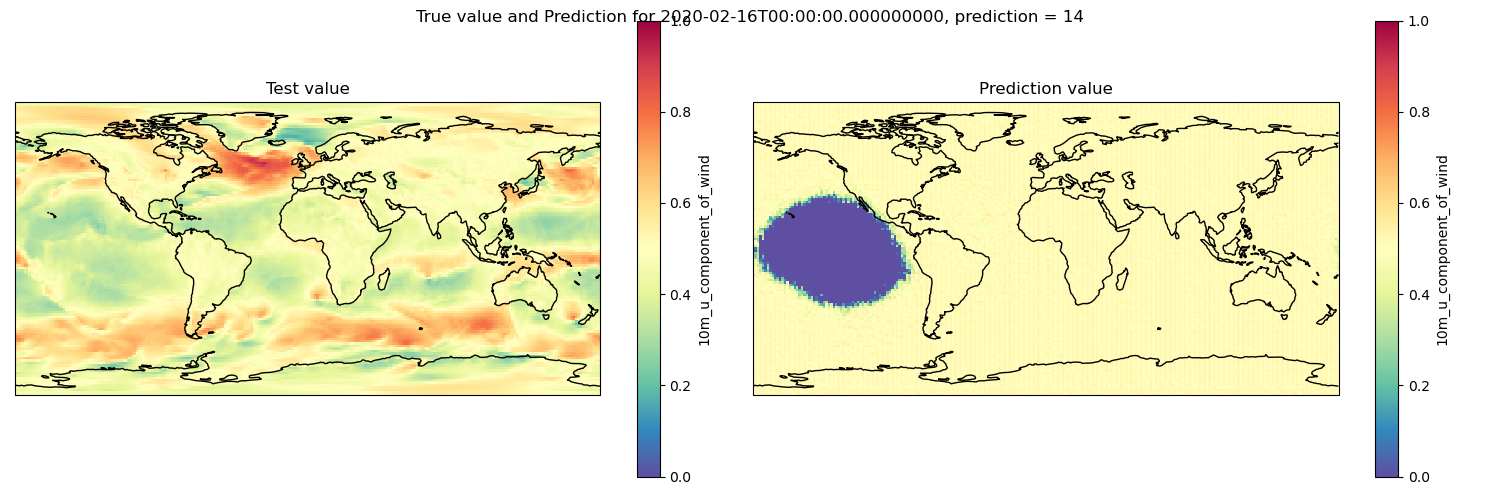 True value and Prediction for 2020-02-16T00:00:00.000000000, prediction = 14
Test value
1.0
0.8
0.6
0.4
0.2
0.0
10m_u_component_of_wind
Prediction value
1.0
0.8
0.6
0.4
0.2
0.0
10m_u_component_of_wind